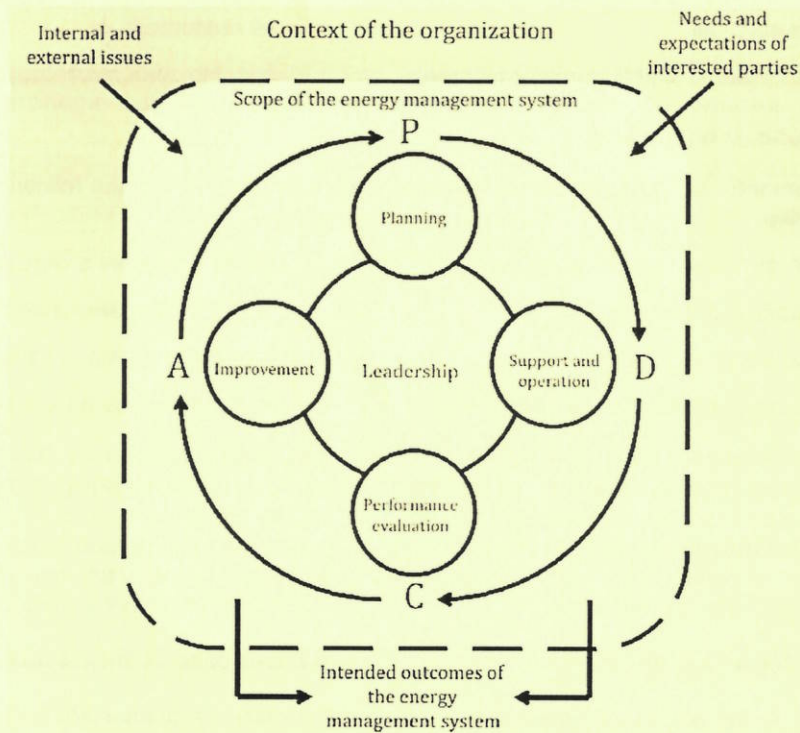 Internal and
external issues
Context of the organization
Needs and
expectations of
interested parties
Scope of the energy management system
P
Planning
A
Improvement
Leadership
Support and
operation
D
Performance
evaluation
C
Intended outcomes of
the energy
management system